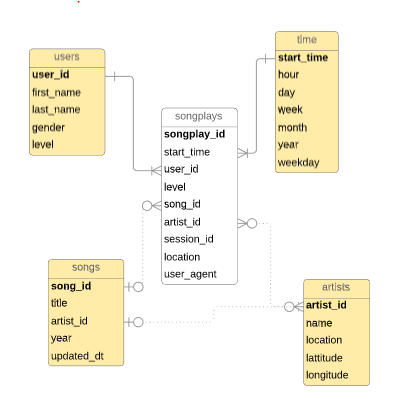 users
user_id
first_name
last_name
gender
level
time
start_time
hour
day
week
month
year
weekday
songplays
songplay_id
start_time
user_id
level
song_id
artist_id
session_id
location
user_agent
songs
song_id
title
artist_id
year
updated_dt
artists
artist_id
name
location
lattitude
longitude